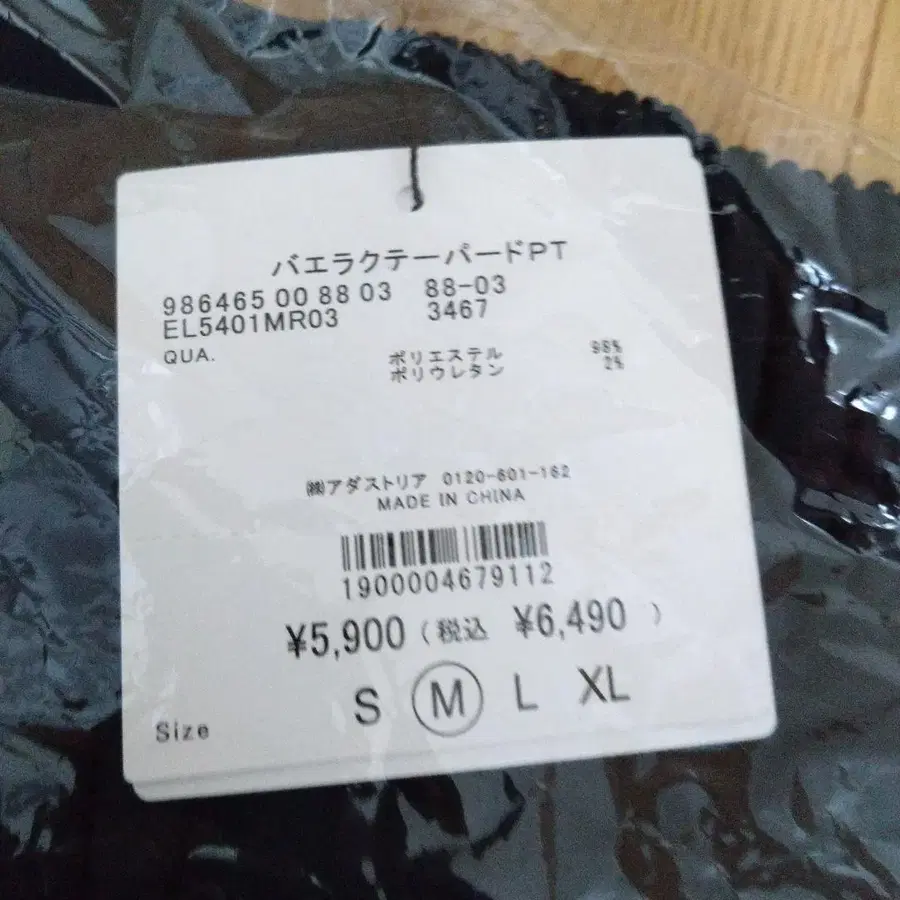 バエラクテーパードPT
986465 00 88 03 88-03
EL5401MR03 3467
QUA.
ポリエステル 98%
ポリウレタン 2%
㈱アダストリア 0120-601-162
MADE IN CHINA
1900004679112
¥5,900 (税込 ¥6,490 )
Size S M L XL